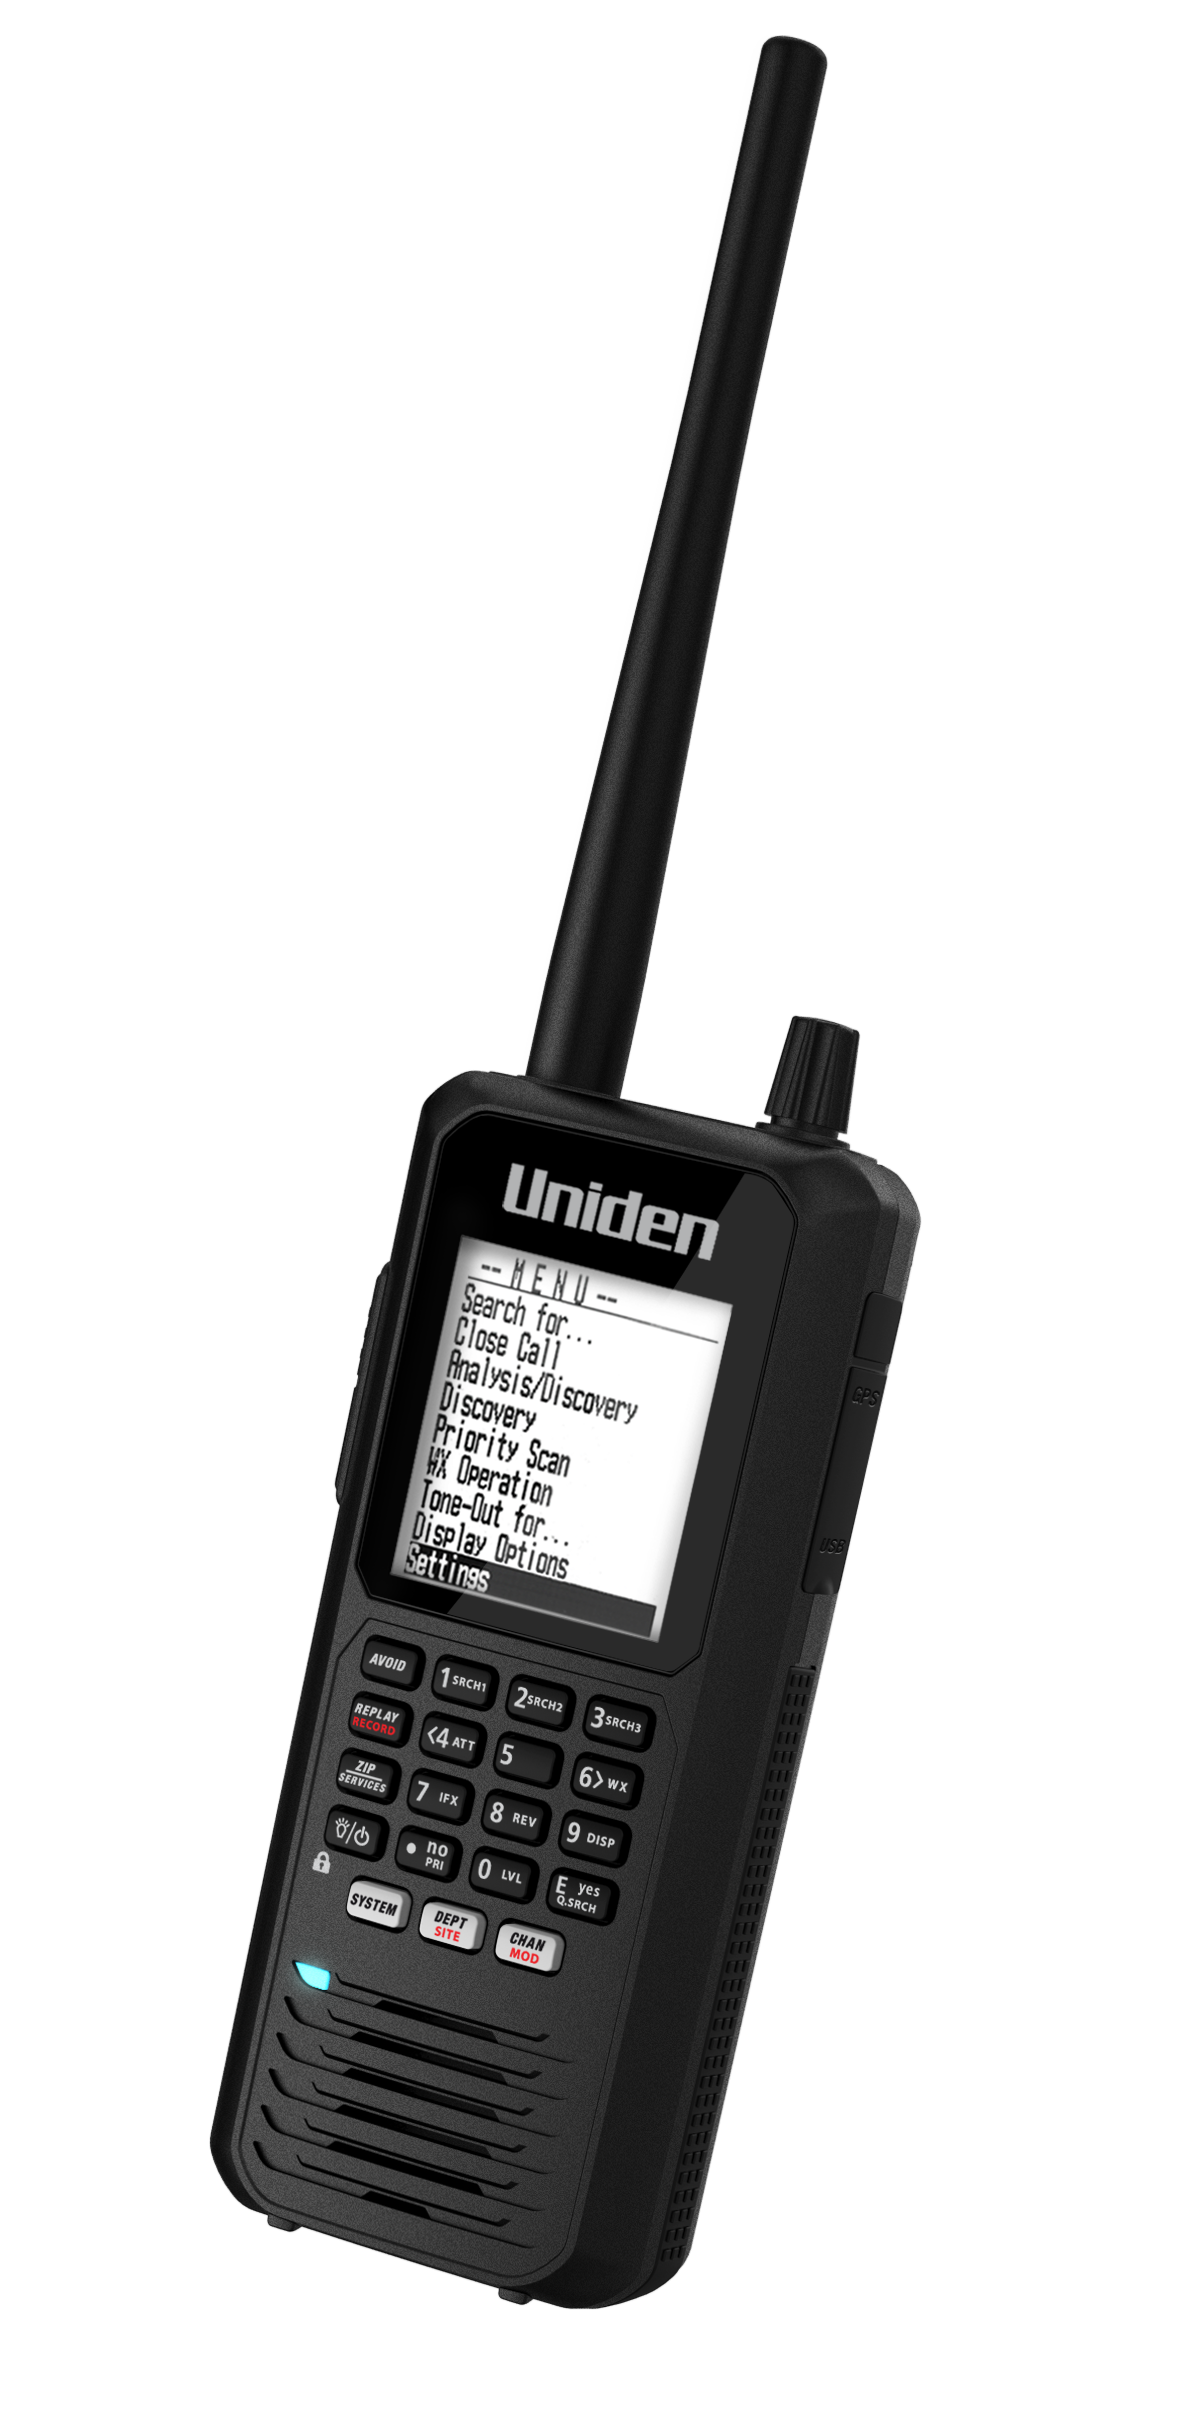 Uniden
-- M E N U --
Search for...
Close Call
Analysis/Discovery
Discovery
Priority Scan
WX Operation
Tone-Out for...
Display Options
Settings
GPS
USB
AVOID
1 SRCH1
2 SRCH2
3 SRCH3
REPLAY
RECORD
<4 ATT
5
6> WX
ZIP
SERVICES
7 IFX
8 REV
9 DISP
• no
PRI
0 LVL
E yes
Q.SRCH
SYSTEM
DEPT
SITE
CHAN
MOD